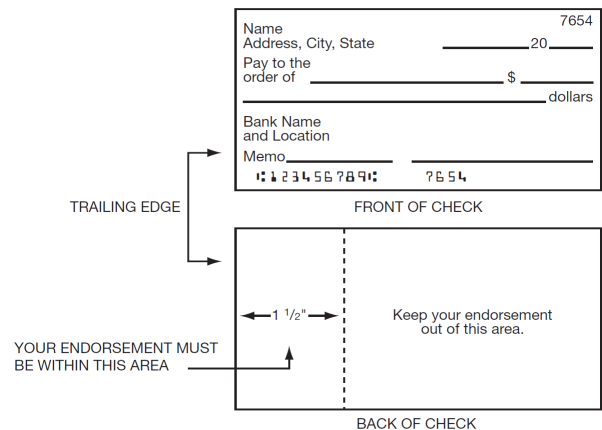 7654
Name
Address, City, State
20
Pay to the
order of $
dollars
Bank Name
and Location
Memo
⑆123456789⑆ 7654
TRAILING EDGE
FRONT OF CHECK
1 1/2"
Keep your endorsement
out of this area.
YOUR ENDORSEMENT MUST
BE WITHIN THIS AREA
BACK OF CHECK